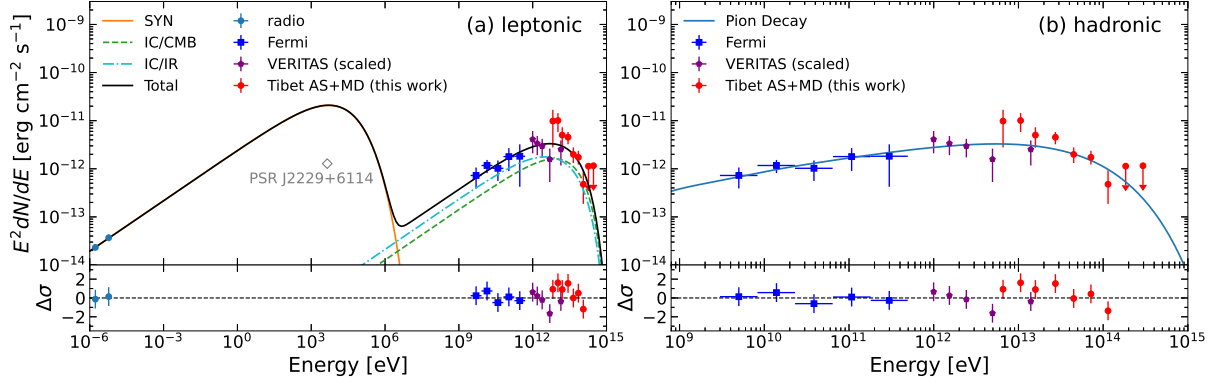 (a) leptonic
SYN
IC/CMB
IC/IR
Total
radio
Fermi
VERITAS (scaled)
Tibet AS+MD (this work)
PSR J2229+6114
E²dN/dE [erg cm⁻² s⁻¹]
10⁻⁹
10⁻¹⁰
10⁻¹¹
10⁻¹²
10⁻¹³
10⁻¹⁴
Δσ
2
0
−2
10⁻⁶ 10⁻³ 10⁰ 10³ 10⁶ 10⁹ 10¹² 10¹⁵
Energy [eV]
(b) hadronic
Pion Decay
Fermi
VERITAS (scaled)
Tibet AS+MD (this work)
10⁻⁹
10⁻¹⁰
10⁻¹¹
10⁻¹²
10⁻¹³
10⁻¹⁴
Δσ
2
0
−2
10⁹ 10¹⁰ 10¹¹ 10¹² 10¹³ 10¹⁴ 10¹⁵
Energy [eV]